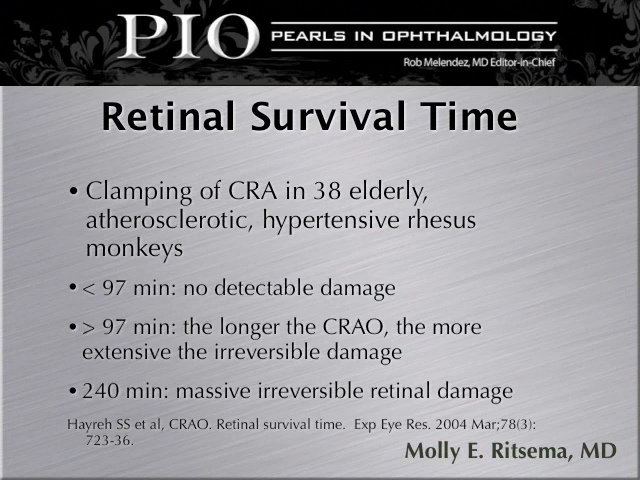 PIO PEARLS IN OPHTHALMOLOGY
Rob Melendez, MD Editor-in-Chief
Retinal Survival Time
• Clamping of CRA in 38 elderly,
atherosclerotic, hypertensive rhesus
monkeys
• < 97 min: no detectable damage
• > 97 min: the longer the CRAO, the more
extensive the irreversible damage
• 240 min: massive irreversible retinal damage
Hayreh SS et al, CRAO. Retinal survival time. Exp Eye Res. 2004 Mar;78(3):
723-36.
Molly E. Ritsema, MD